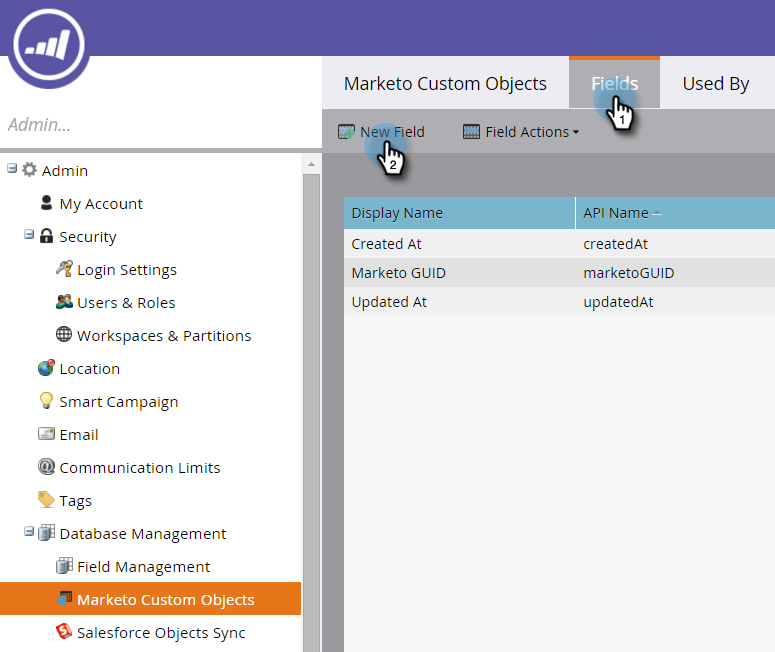 Marketo Custom Objects Fields Used By
Admin...
New Field Field Actions
1
2
Admin
My Account
Security
Login Settings
Users & Roles
Workspaces & Partitions
Location
Smart Campaign
Email
Communication Limits
Tags
Database Management
Field Management
Marketo Custom Objects
Salesforce Objects Sync
Display Name API Name
Created At createdAt
Marketo GUID marketoGUID
Updated At updatedAt